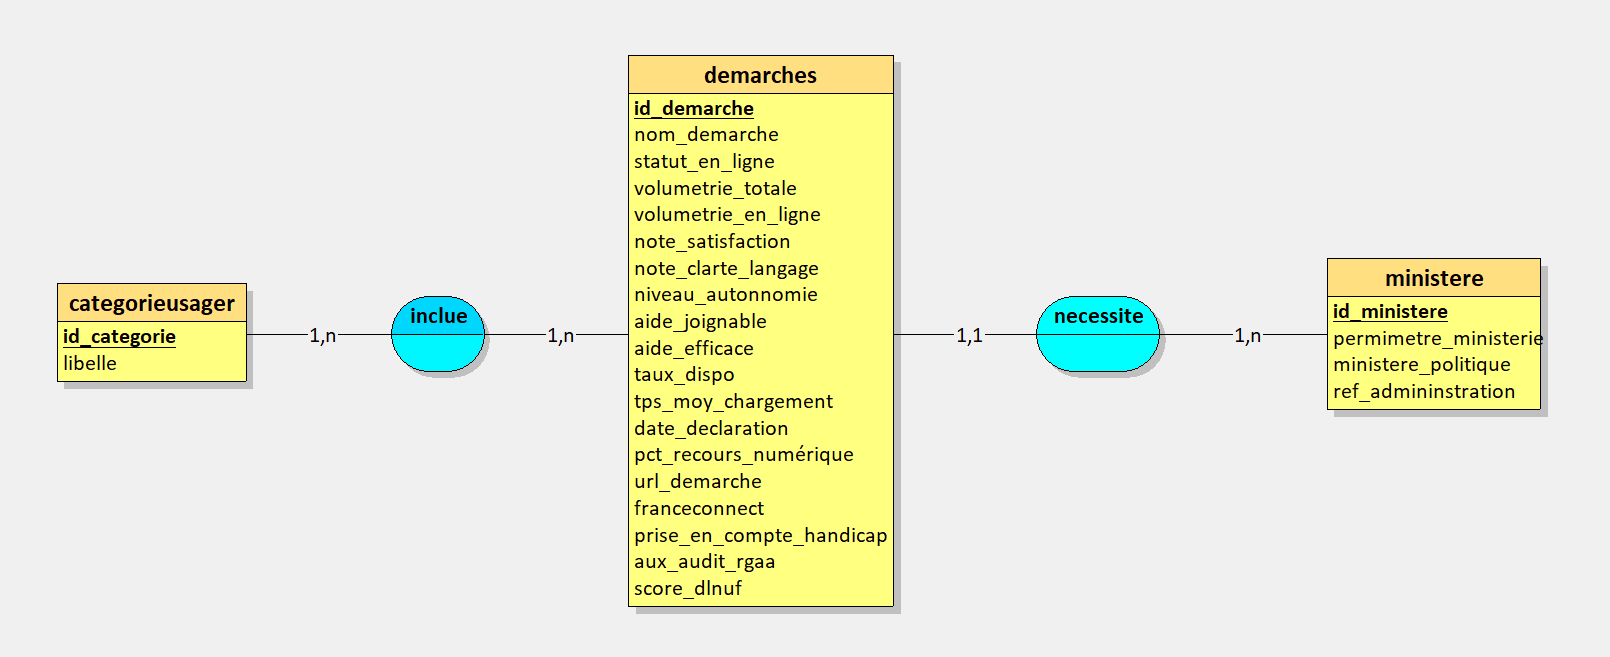 categorieusager
id_categorie
libelle
1,n
inclue
1,n
demarches
id_demarche
nom_demarche
statut_en_ligne
volumetrie_totale
volumetrie_en_ligne
note_satisfaction
note_clarte_langage
niveau_autonnomie
aide_joignable
aide_efficace
taux_dispo
tps_moy_chargement
date_declaration
pct_recours_numérique
url_demarche
franceconnect
prise_en_compte_handicap
aux_audit_rgaa
score_dlnuf
1,1
necessite
1,n
ministere
id_ministere
permimetre_ministerie
ministere_politique
ref_admininstration